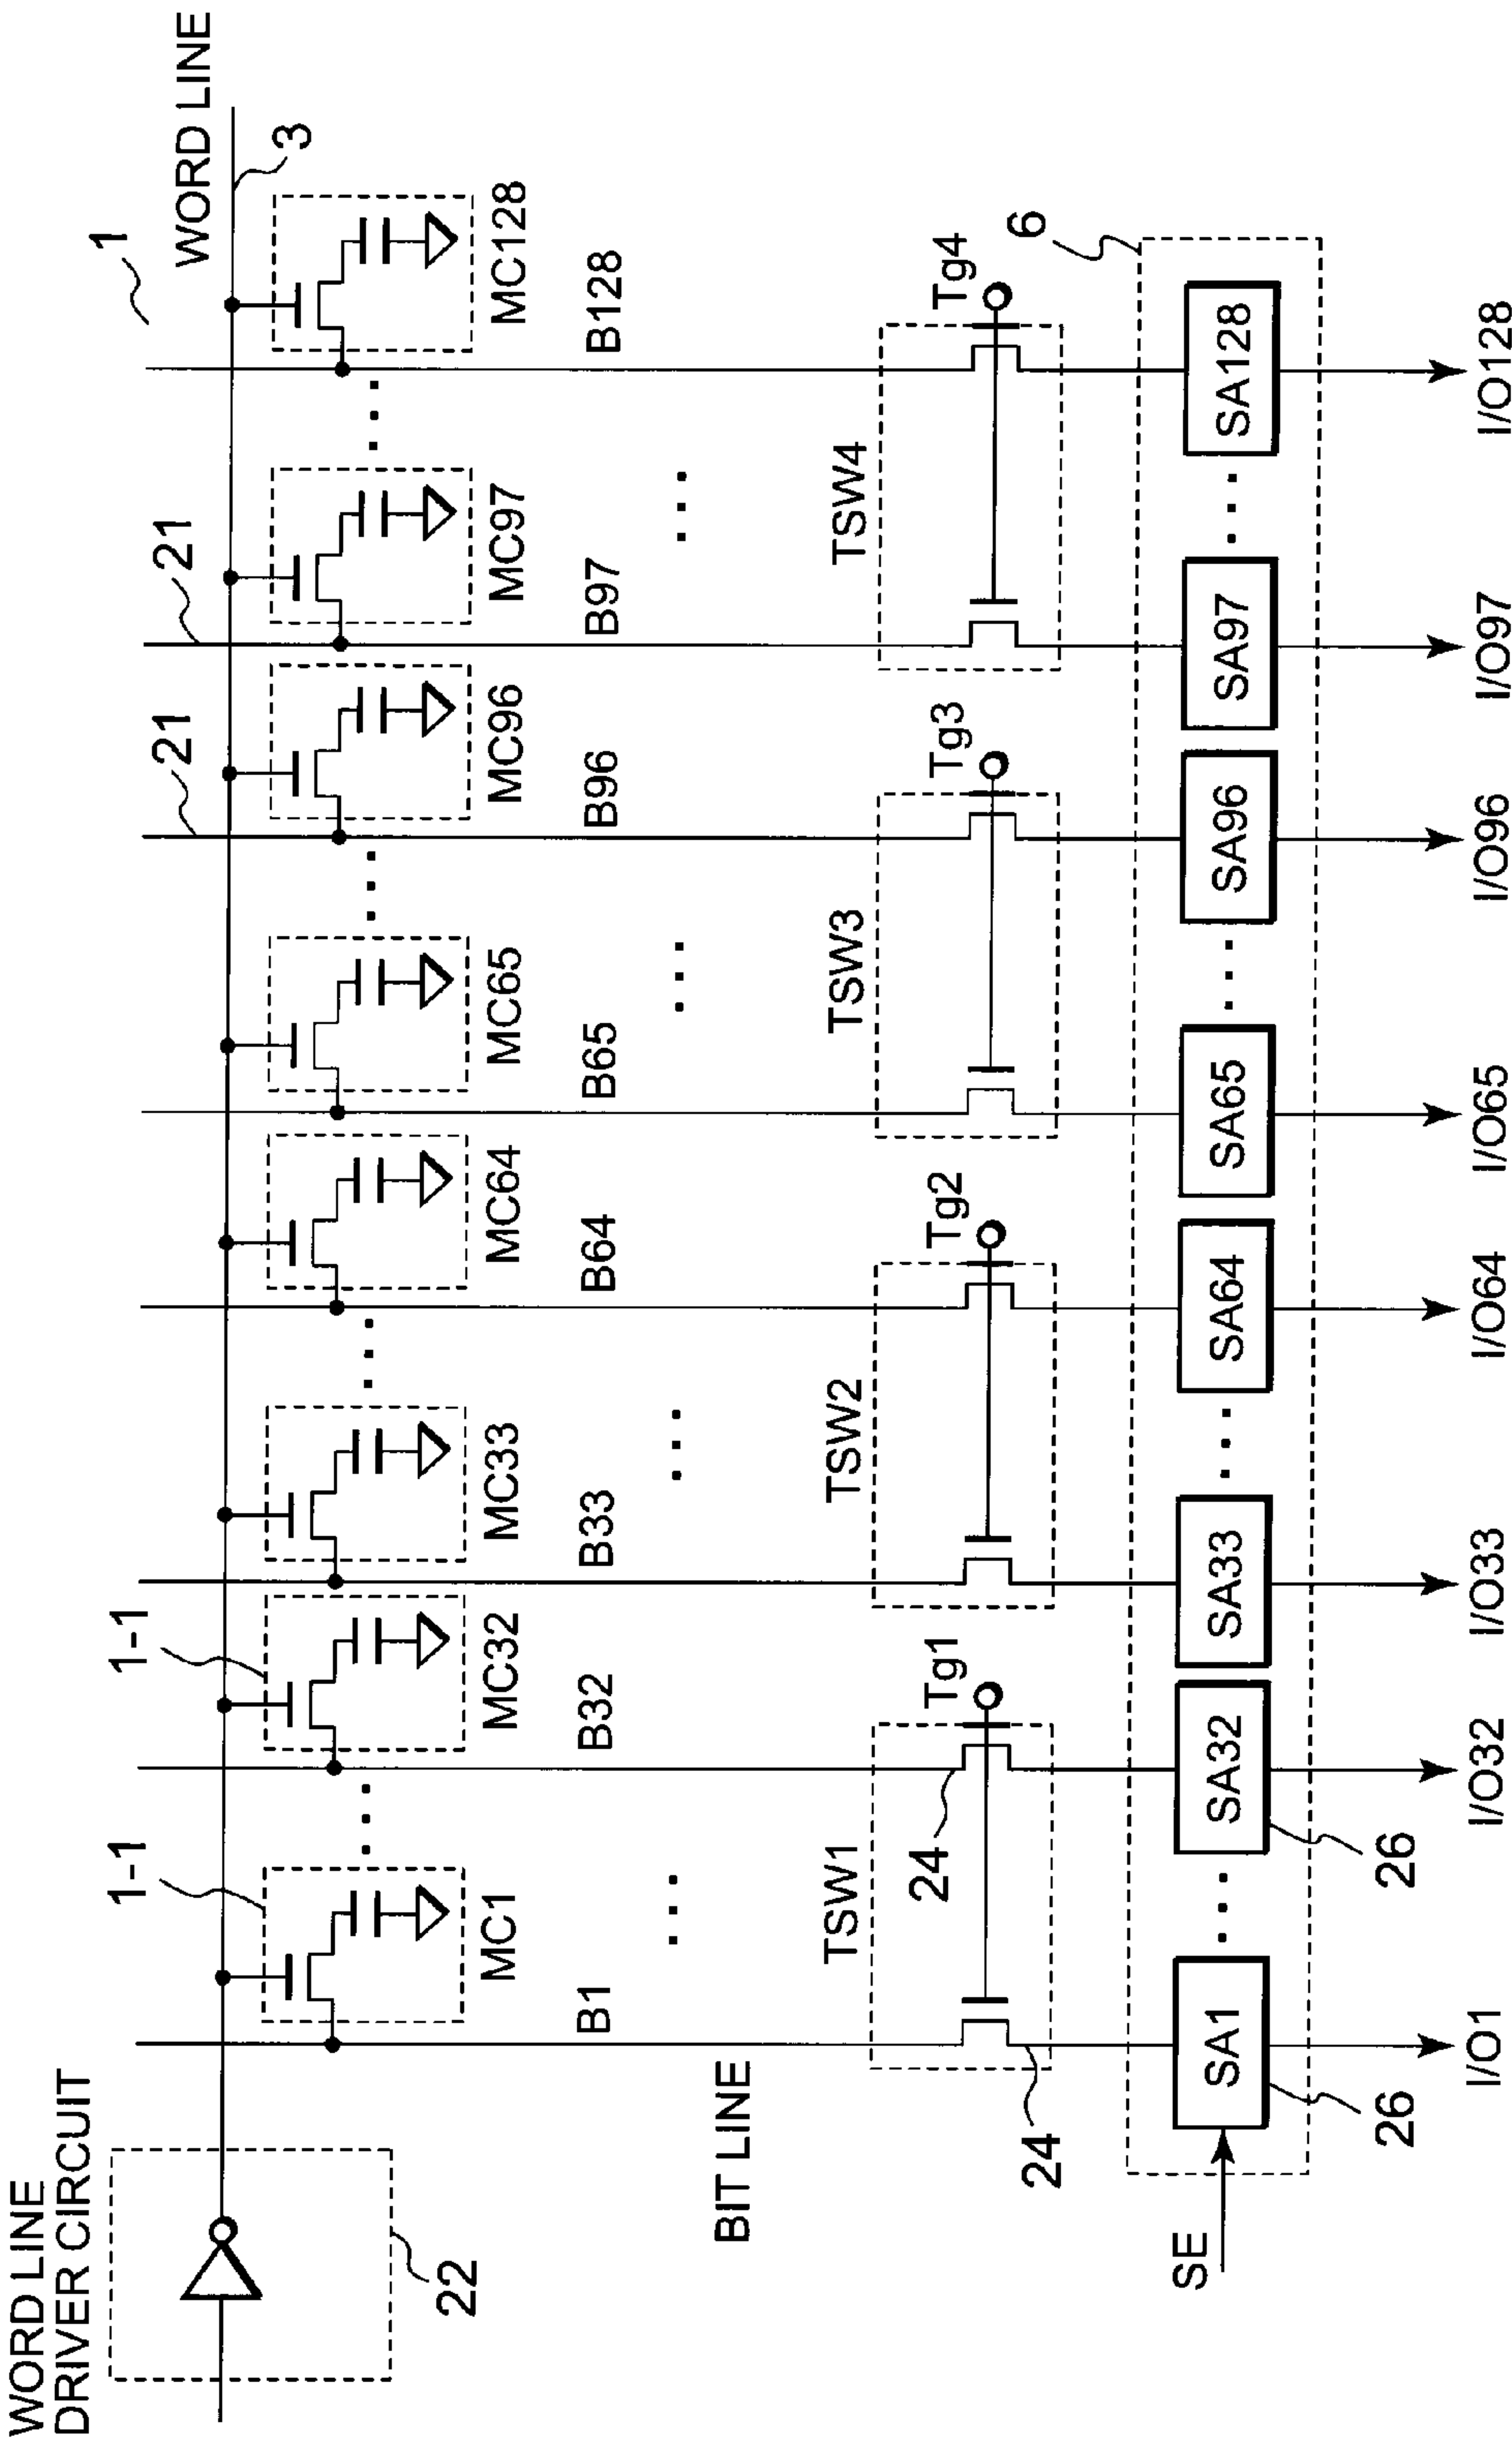 WORD LINE
DRIVER CIRCUIT
22
1
WORD LINE
3
1-1
1-1
21
21
MC1
MC32
MC33
MC64
MC65
MC96
MC97
MC128
B1
B32
B33
B64
B65
B96
B97
B128
BIT LINE
TSW1
TSW2
TSW3
TSW4
Tg1
Tg2
Tg3
Tg4
24
24
6
SE
SA1
SA32
SA33
SA64
SA65
SA96
SA97
SA128
26
26
I/O1
I/O32
I/O33
I/O64
I/O65
I/O96
I/O97
I/O128